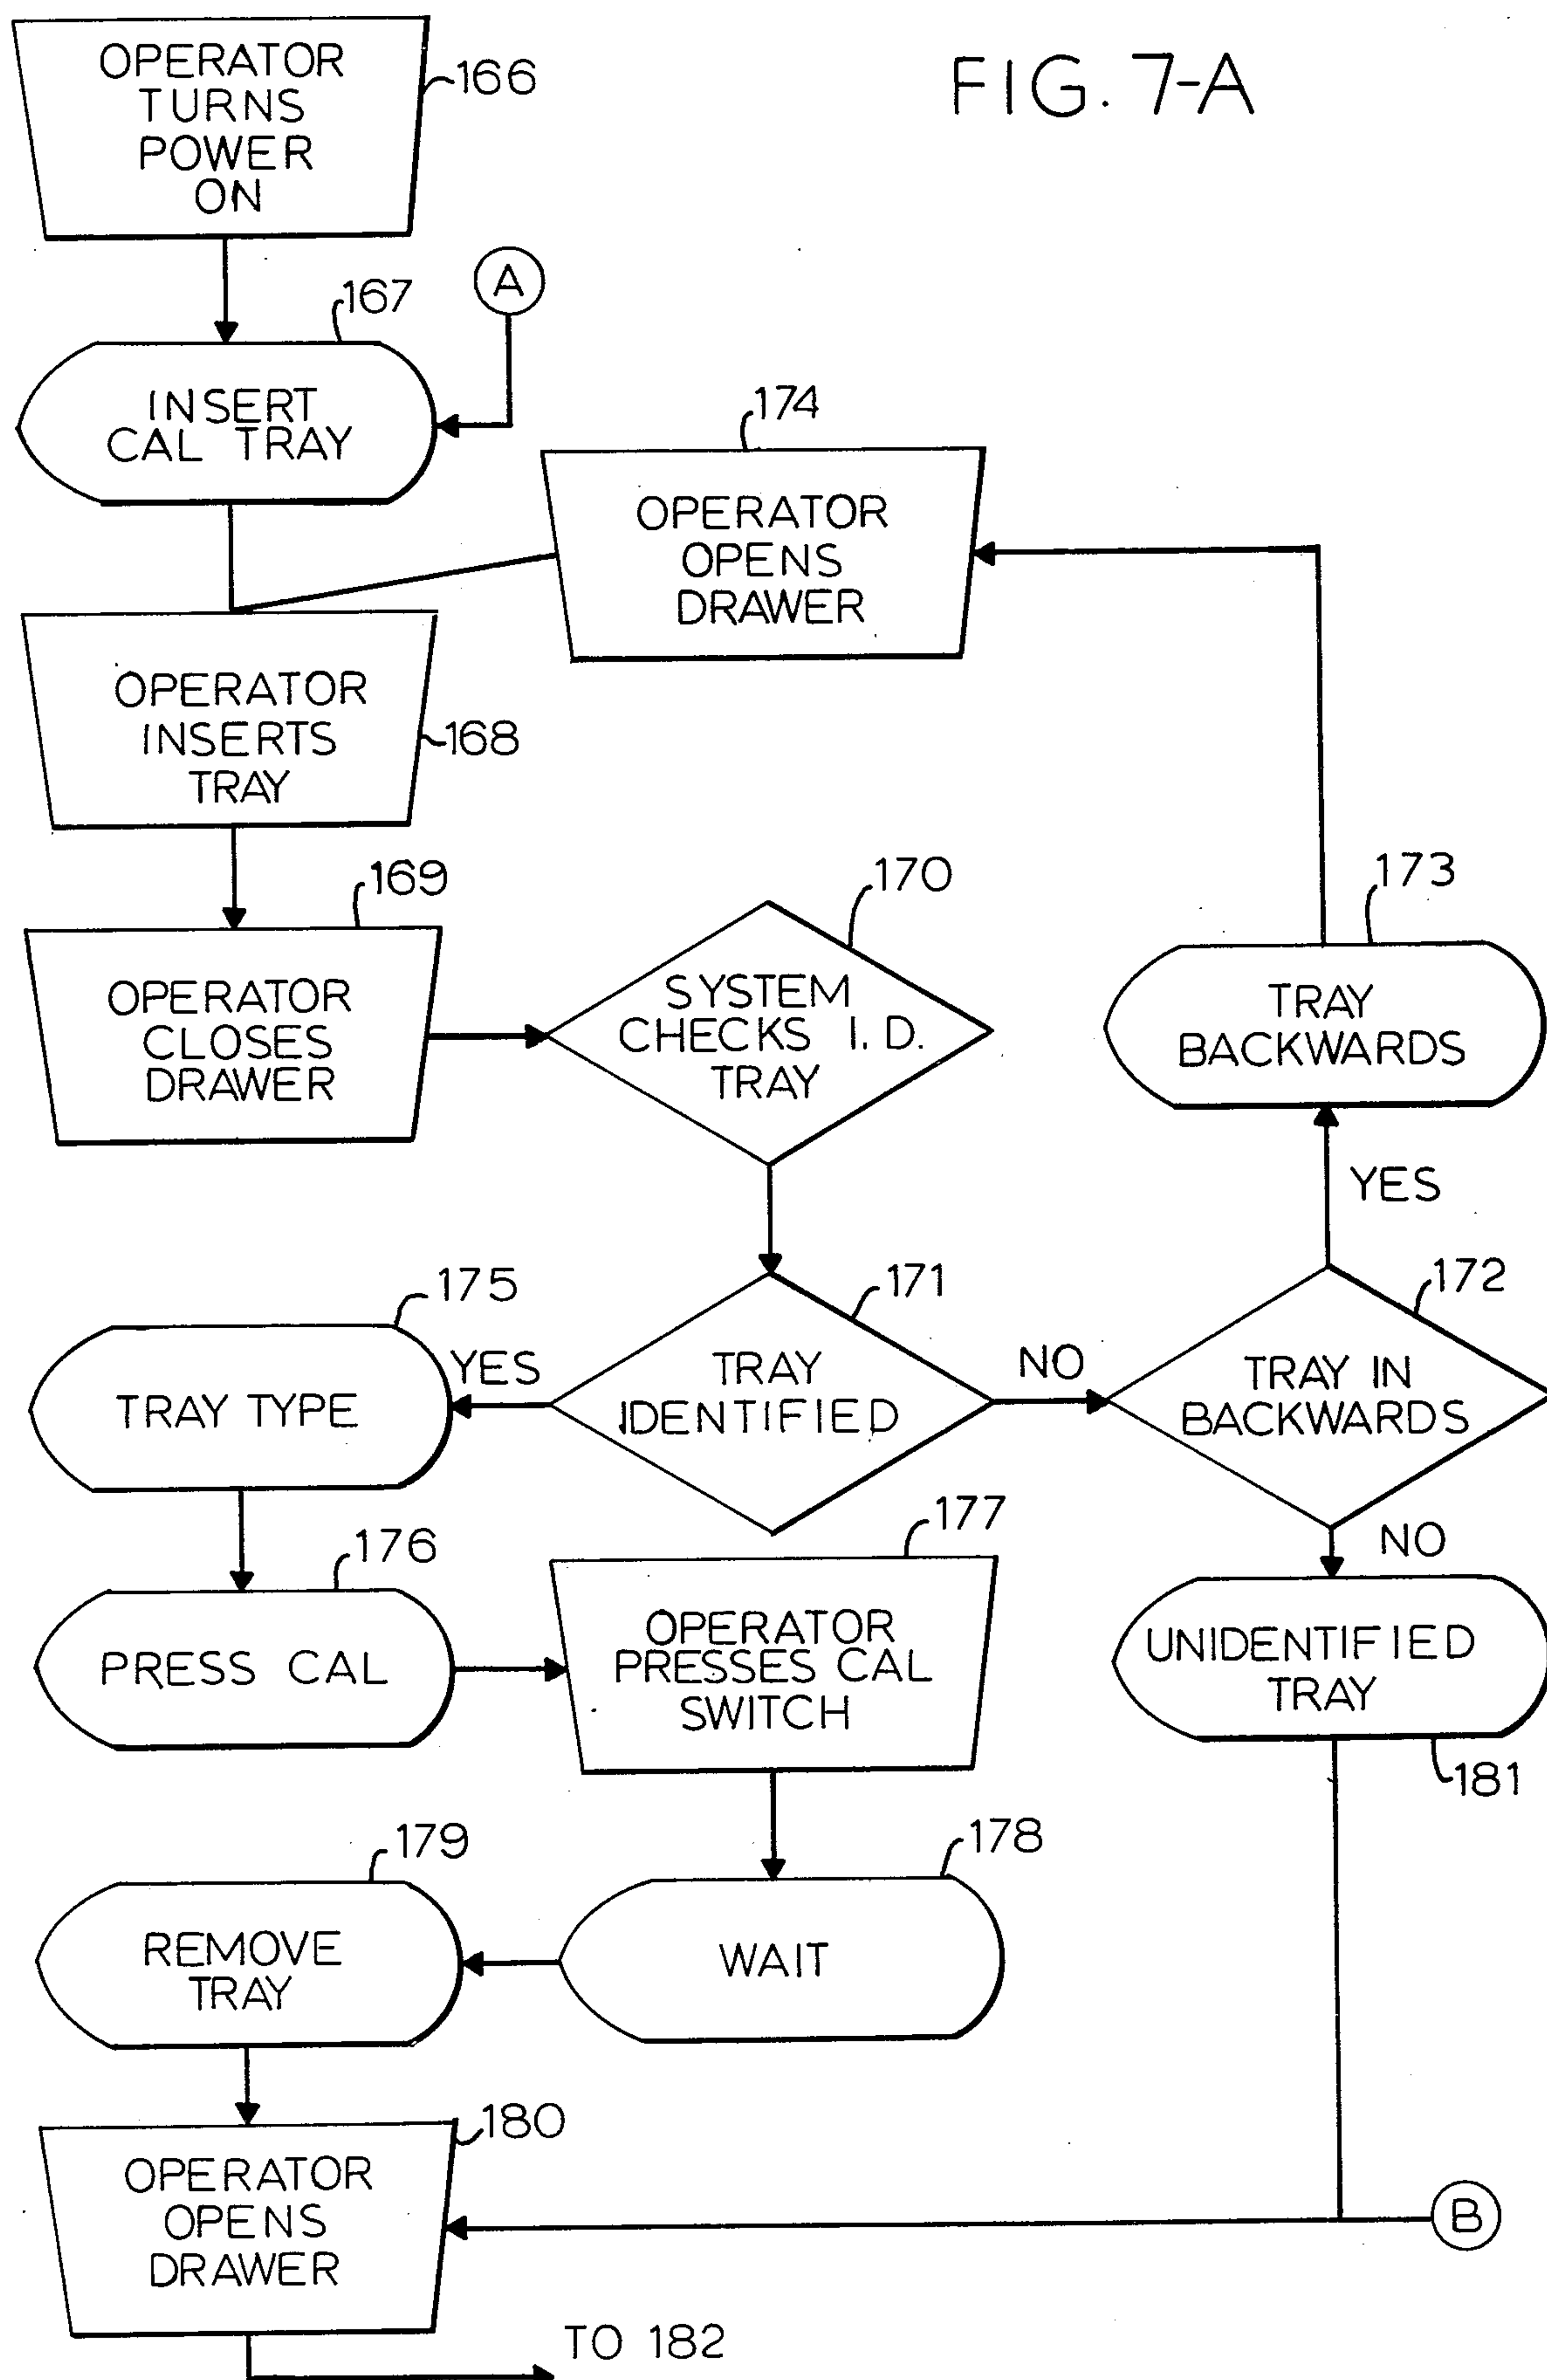 FIG. 7-A
OPERATOR
TURNS
POWER
ON
166
167
A
INSERT
CAL TRAY
174
OPERATOR
OPENS
DRAWER
OPERATOR
INSERTS
TRAY
168
169
OPERATOR
CLOSES
DRAWER
170
SYSTEM
CHECKS I.D.
TRAY
173
TRAY
BACKWARDS
YES
175
TRAY TYPE
YES
171
TRAY
IDENTIFIED
NO
172
TRAY IN
BACKWARDS
NO
176
PRESS CAL
177
OPERATOR
PRESSES CAL
SWITCH
UNIDENTIFIED
TRAY
181
179
REMOVE
TRAY
178
WAIT
180
OPERATOR
OPENS
DRAWER
B
TO 182